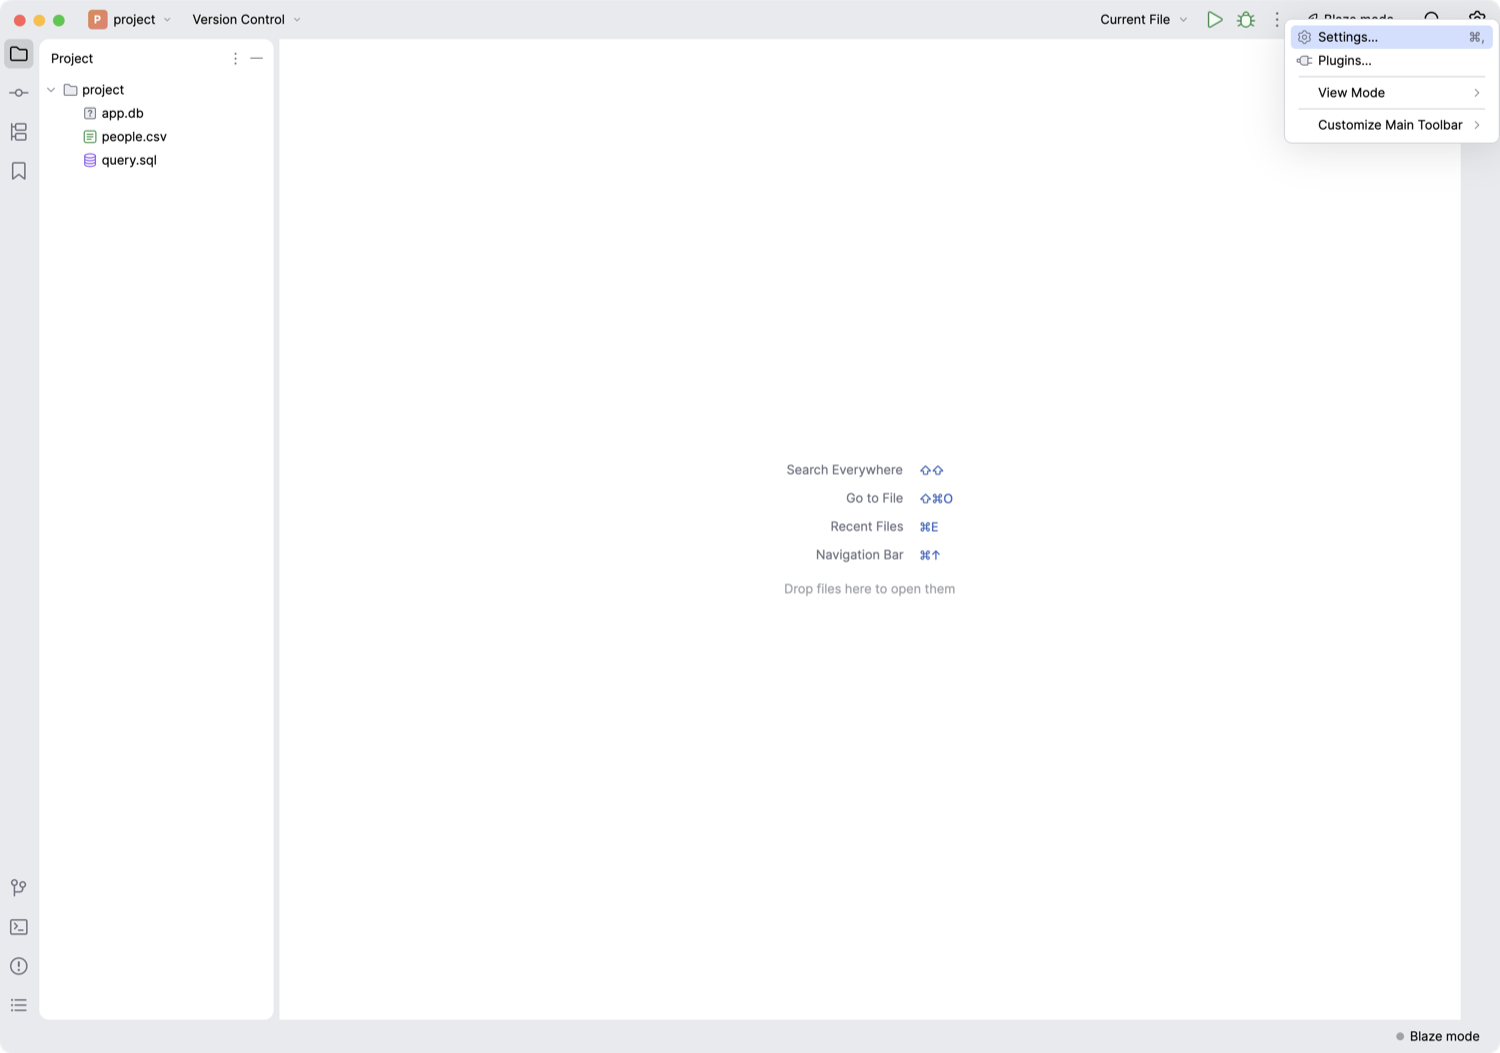 P project Version Control
Current File
Settings... ⌘,
Plugins...
View Mode
Customize Main Toolbar
Project
project
app.db
people.csv
query.sql
Search Everywhere ⇧⇧
Go to File ⇧⌘O
Recent Files ⌘E
Navigation Bar ⌘↑
Drop files here to open them
Blaze mode